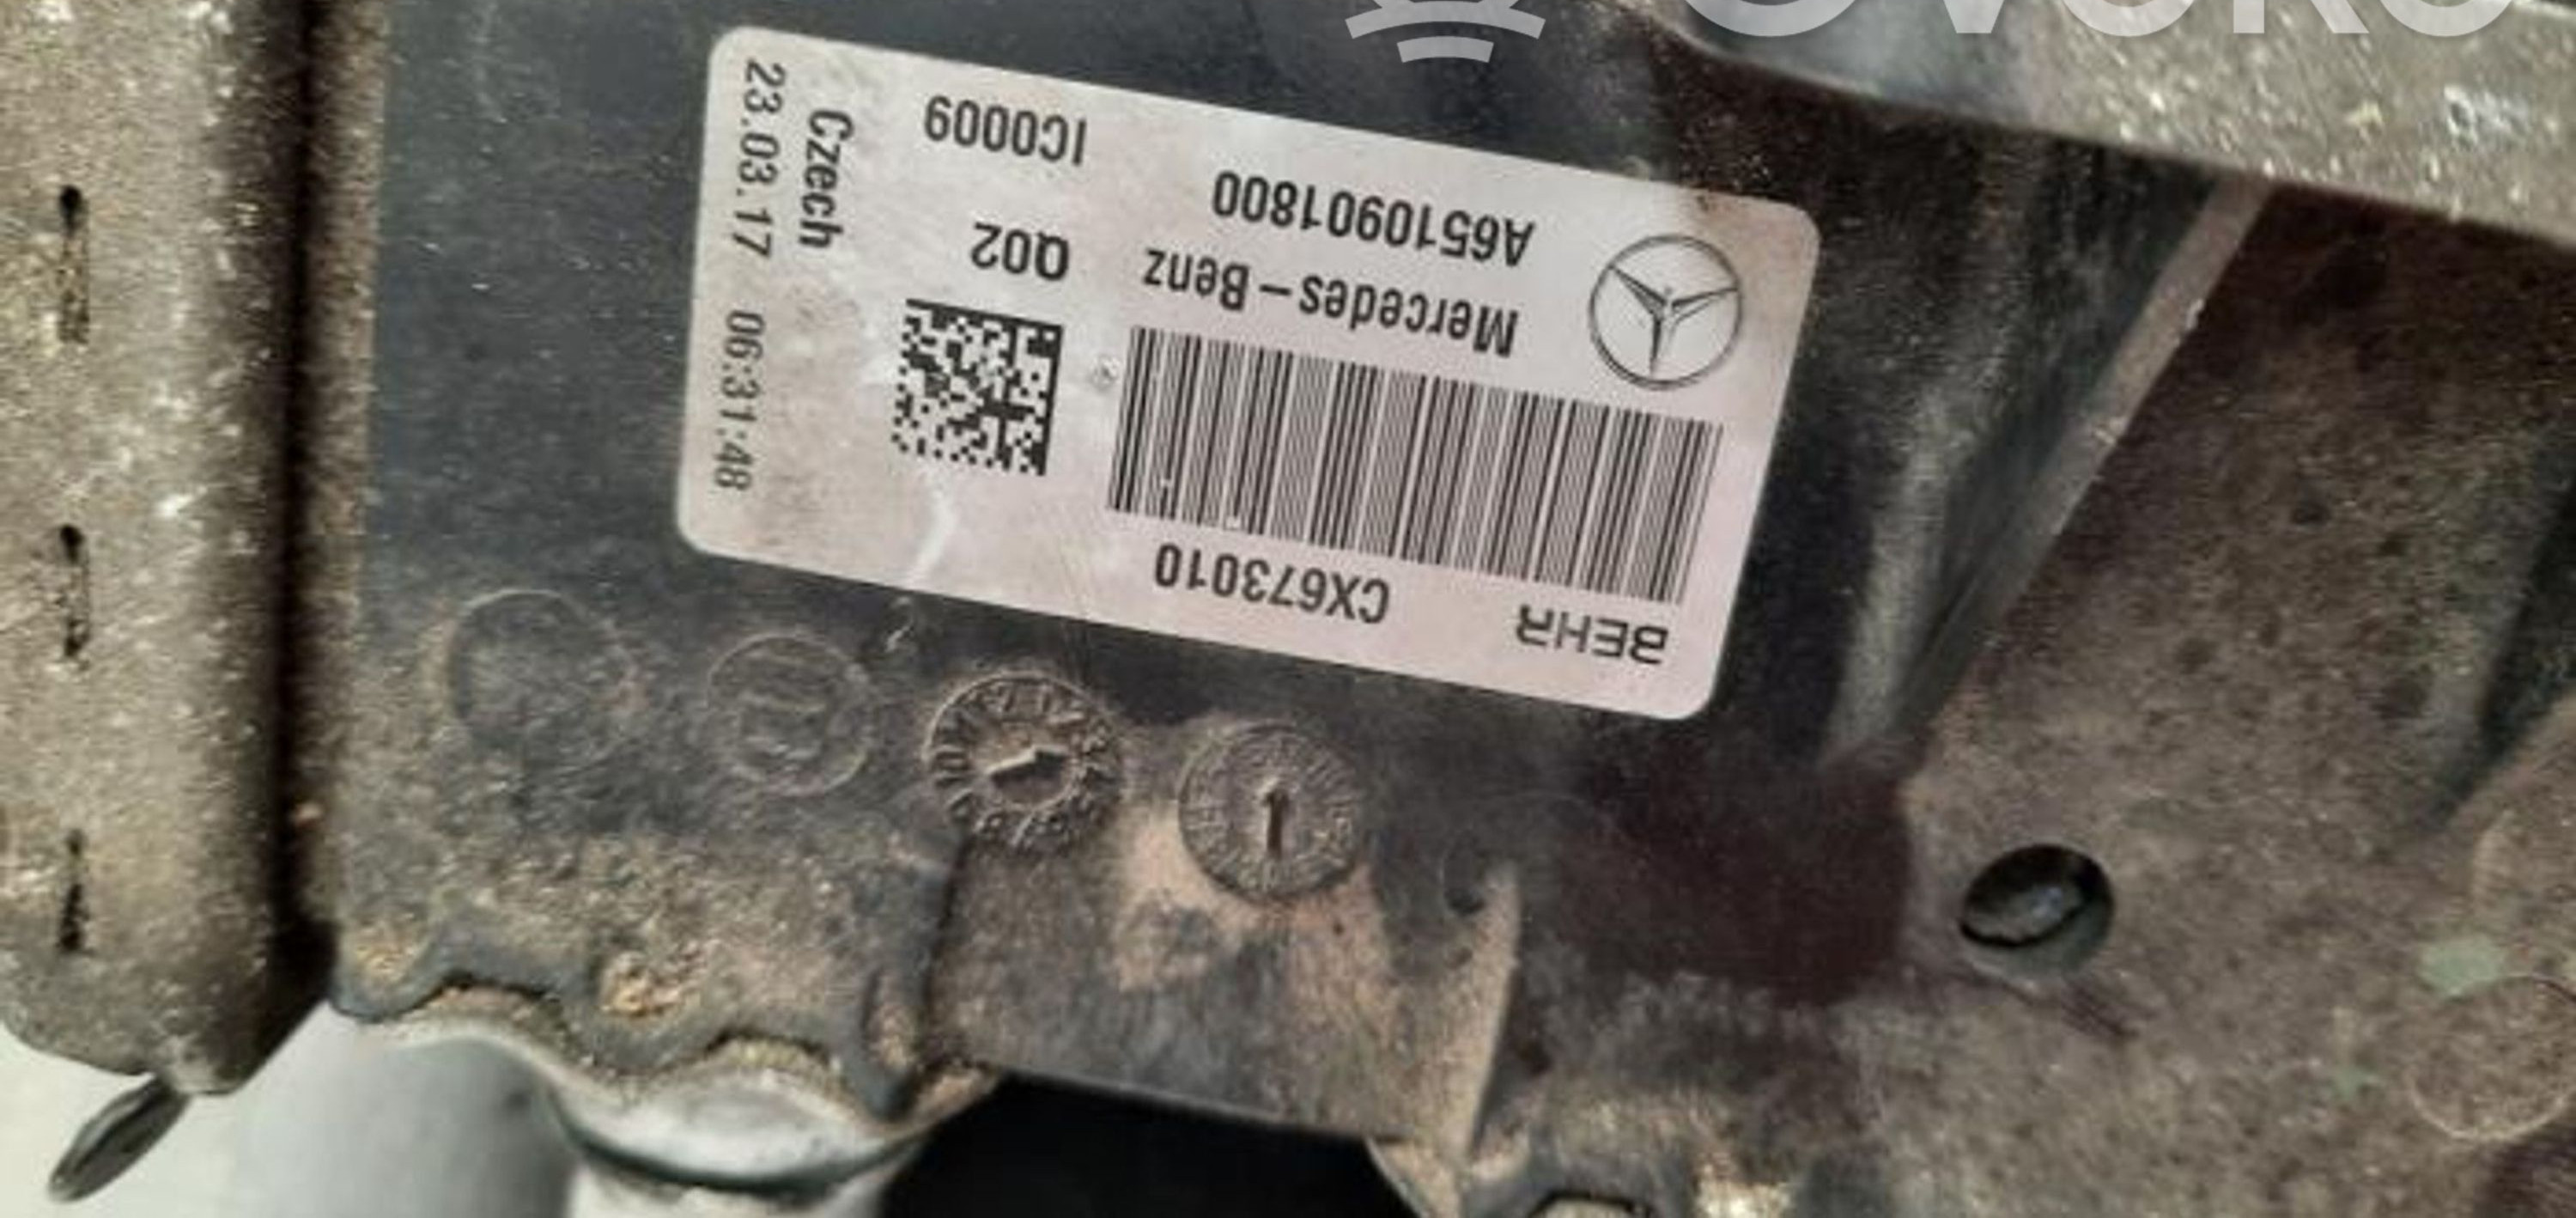 BEHR CX673010
Mercedes-Benz
A6510901800
Q02
IC0009
Czech
23.03.17 06:31:48